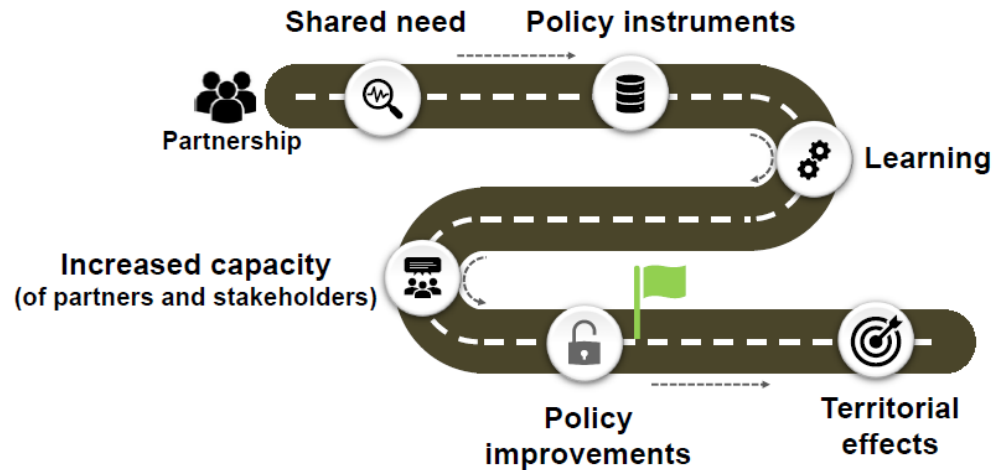 Shared need
Policy instruments
Partnership
Learning
Increased capacity
(of partners and stakeholders)
Policy
improvements
Territorial
effects